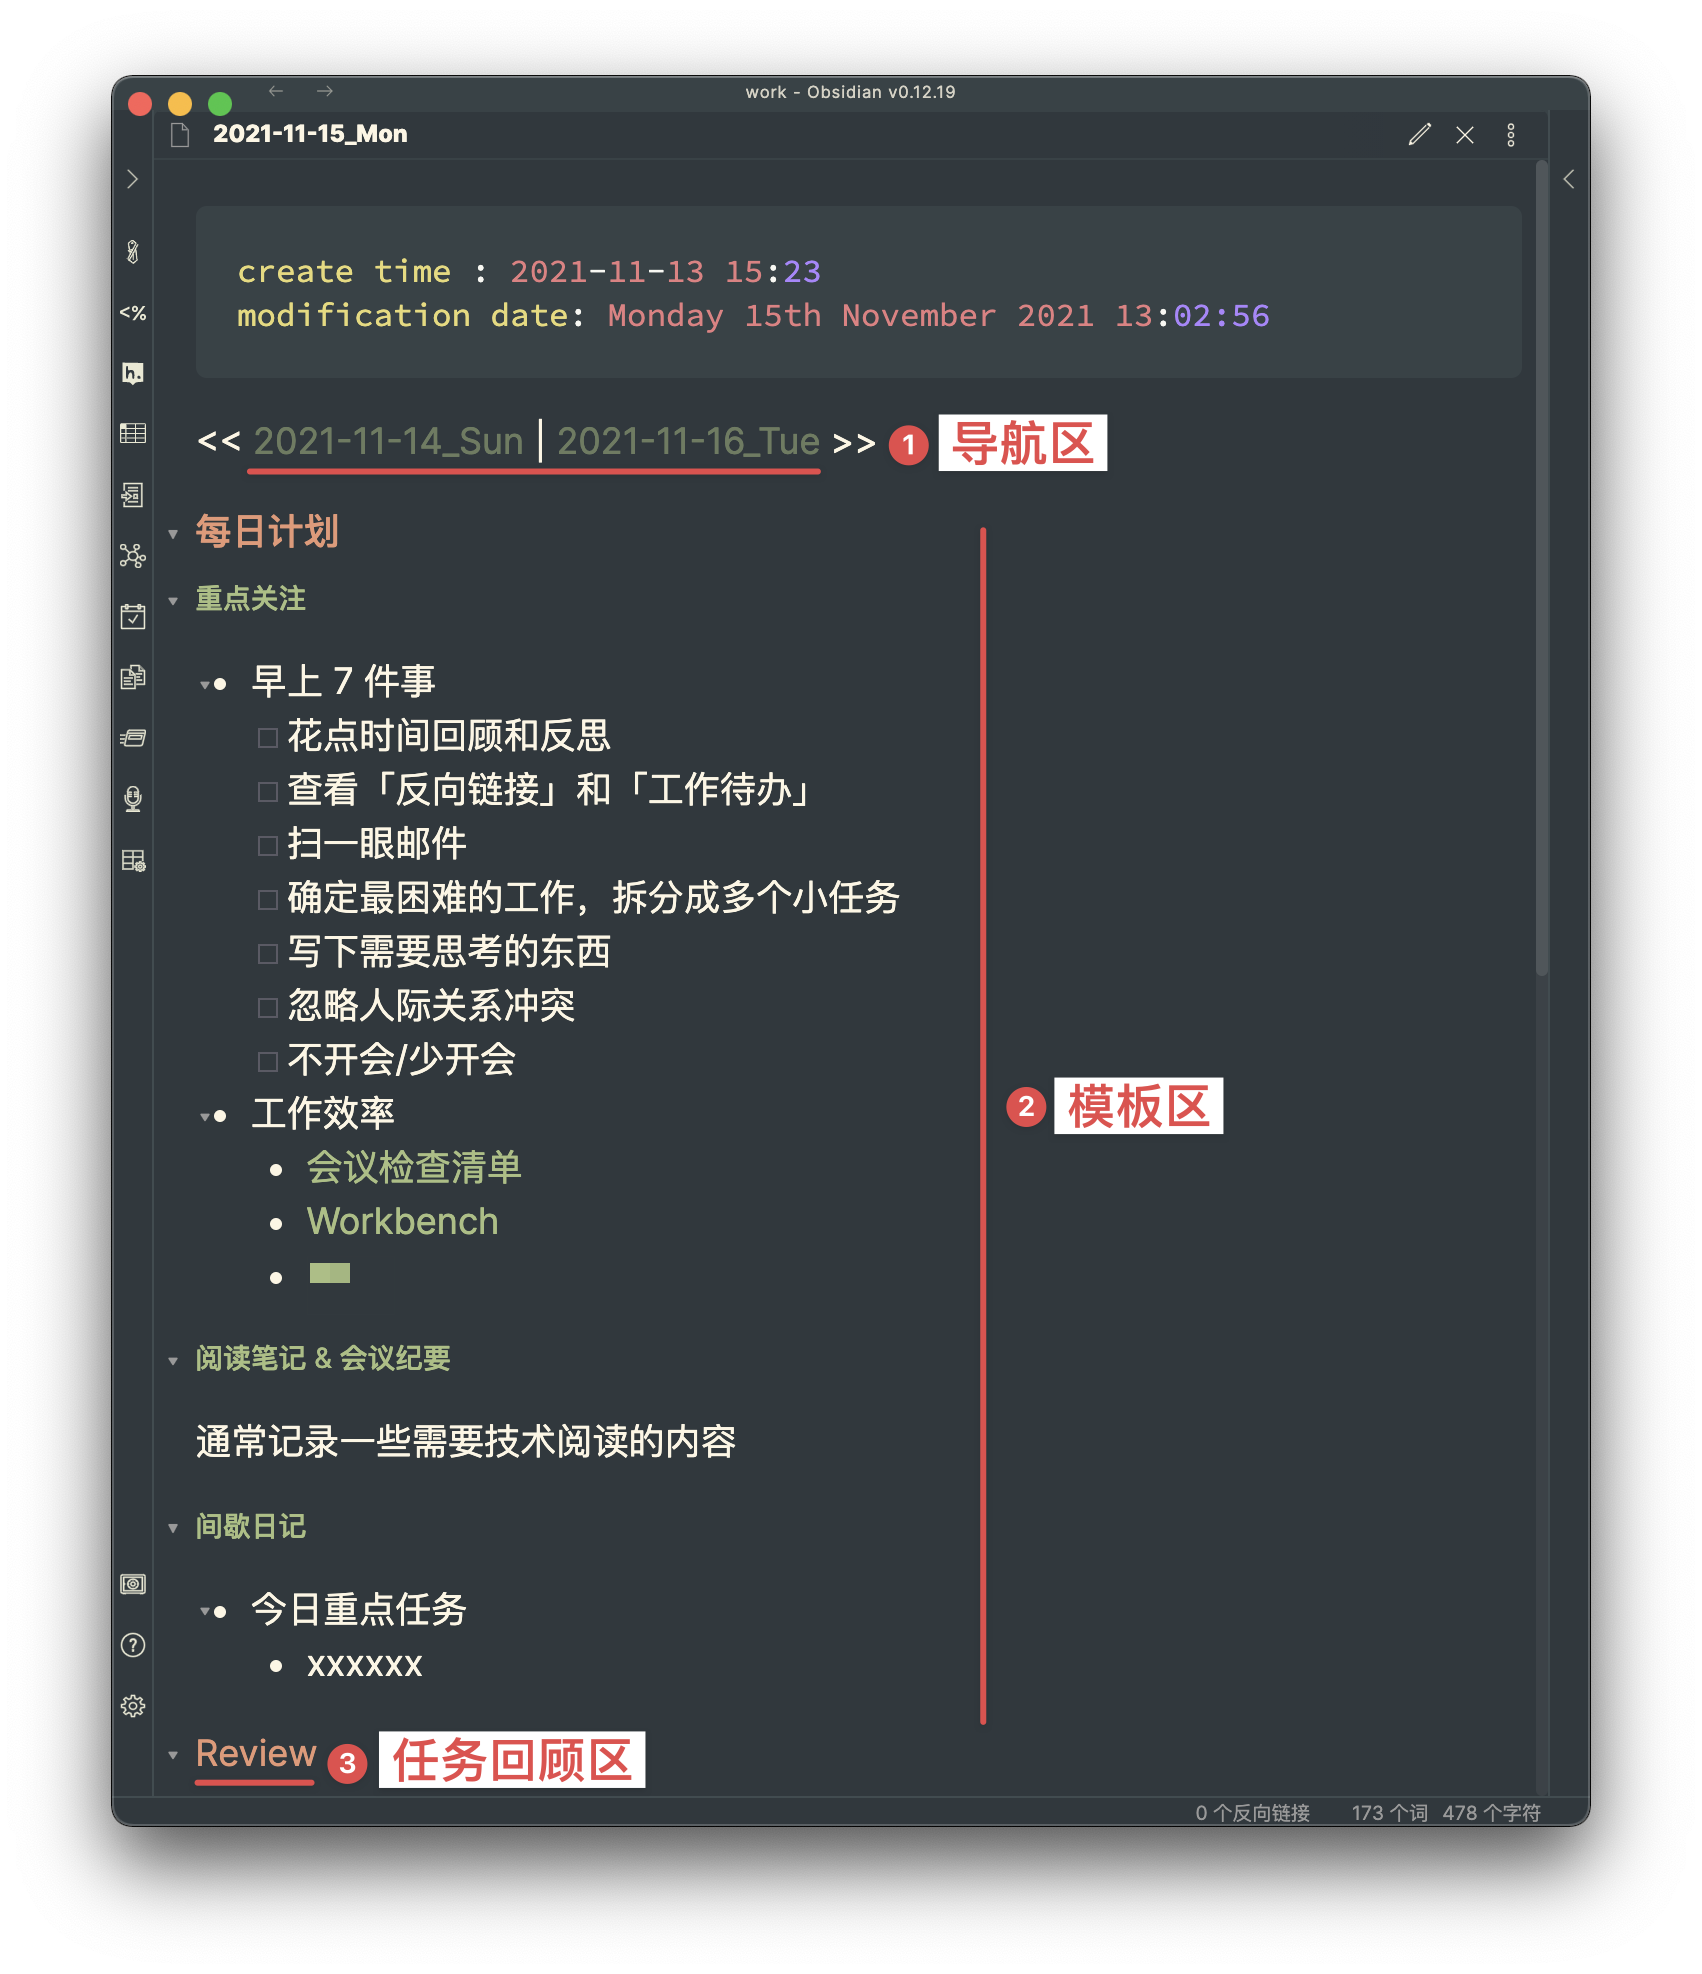 work - Obsidian v0.12.19
2021-11-15_Mon
create time : 2021-11-13 15:23
modification date: Monday 15th November 2021 13:02:56
<< 2021-11-14_Sun | 2021-11-16_Tue >> 1 导航区
每日计划
重点关注
早上 7 件事
花点时间回顾和反思
查看「反向链接」和「工作待办」
扫一眼邮件
确定最困难的工作，拆分成多个小任务
写下需要思考的东西
忽略人际关系冲突
不开会/少开会
2 模板区
工作效率
会议检查清单
Workbench
阅读笔记 & 会议纪要
通常记录一些需要技术阅读的内容
间歇日记
今日重点任务
xxxxxx
Review 3 任务回顾区
0 个反向链接 173 个词 478 个字符
<%
h.